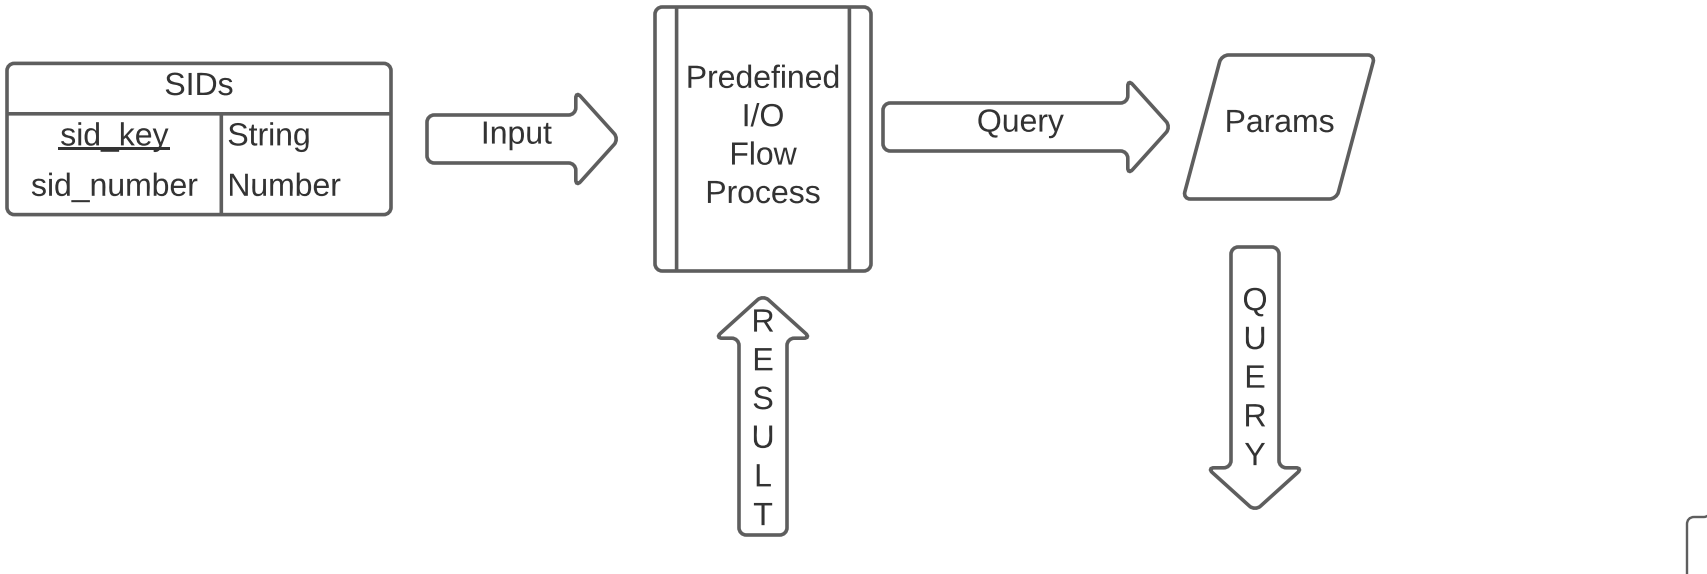 SIDs
sid_key String
sid_number Number
Input
Predefined
I/O
Flow
Process
Query
Params
R
E
S
U
L
T
Q
U
E
R
Y